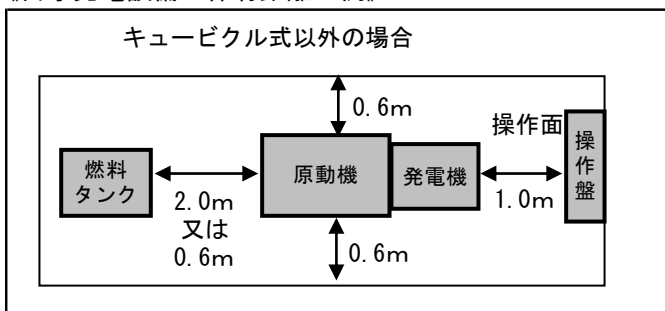 キュービクル式以外の場合
0.6m
操作面
操作盤
燃料
タンク
原動機
発電機
2.0m
又は
0.6m
1.0m
0.6m